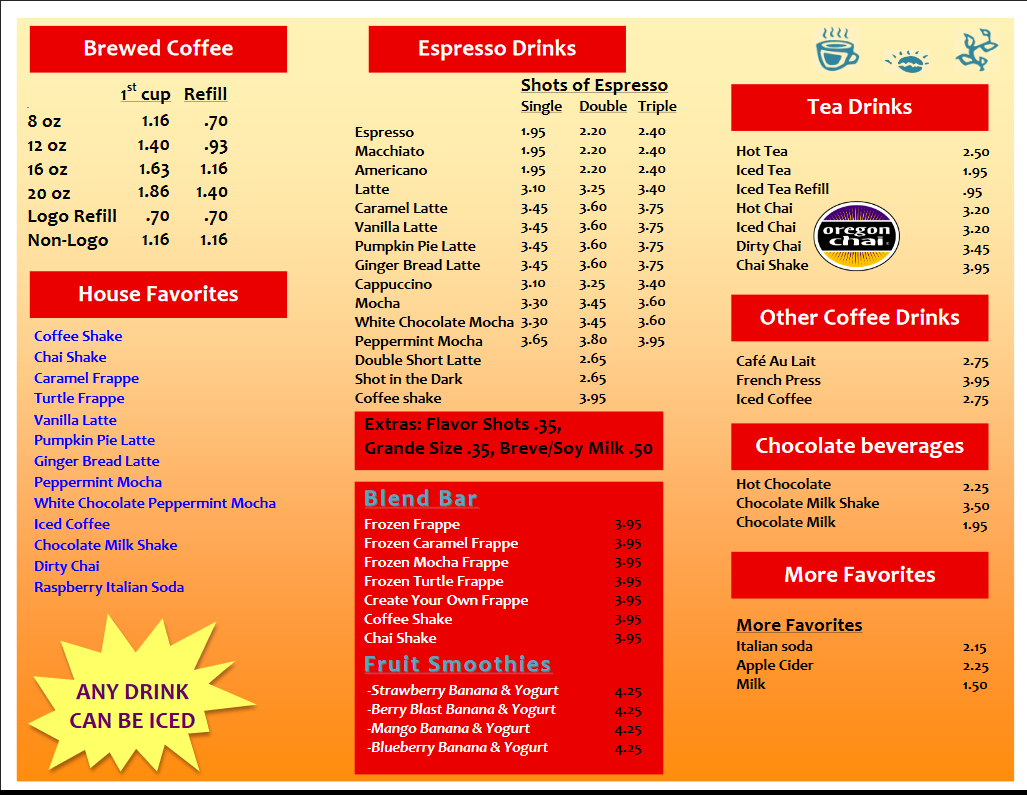 Brewed Coffee
1st cup Refill
8 oz 1.16 .70
12 oz 1.40 .93
16 oz 1.63 1.16
20 oz 1.86 1.40
Logo Refill .70 .70
Non-Logo 1.16 1.16
House Favorites
Coffee Shake
Chai Shake
Caramel Frappe
Turtle Frappe
Vanilla Latte
Pumpkin Pie Latte
Ginger Bread Latte
Peppermint Mocha
White Chocolate Peppermint Mocha
Iced Coffee
Chocolate Milk Shake
Dirty Chai
Raspberry Italian Soda
ANY DRINK
CAN BE ICED
Espresso Drinks
Shots of Espresso
Single Double Triple
Espresso 1.95 2.20 2.40
Macchiato 1.95 2.20 2.40
Americano 1.95 2.20 2.40
Latte 3.10 3.25 3.40
Caramel Latte 3.45 3.60 3.75
Vanilla Latte 3.45 3.60 3.75
Pumpkin Pie Latte 3.45 3.60 3.75
Ginger Bread Latte 3.45 3.60 3.75
Cappuccino 3.10 3.25 3.40
Mocha 3.30 3.45 3.60
White Chocolate Mocha 3.30 3.45 3.60
Peppermint Mocha 3.65 3.80 3.95
Double Short Latte 2.65
Shot in the Dark 2.65
Coffee shake 3.95
Extras: Flavor Shots .35,
Grande Size .35, Breve/Soy Milk .50
Blend Bar
Frozen Frappe 3.95
Frozen Caramel Frappe 3.95
Frozen Mocha Frappe 3.95
Frozen Turtle Frappe 3.95
Create Your Own Frappe 3.95
Coffee Shake 3.95
Chai Shake 3.95
Fruit Smoothies
-Strawberry Banana & Yogurt 4.25
-Berry Blast Banana & Yogurt 4.25
-Mango Banana & Yogurt 4.25
-Blueberry Banana & Yogurt 4.25
Tea Drinks
Hot Tea 2.50
Iced Tea 1.95
Iced Tea Refill .95
Hot Chai 3.20
Iced Chai 3.20
Dirty Chai 3.45
Chai Shake 3.95
oregon
chai
Other Coffee Drinks
Café Au Lait 2.75
French Press 3.95
Iced Coffee 2.75
Chocolate beverages
Hot Chocolate 2.25
Chocolate Milk Shake 3.50
Chocolate Milk 1.95
More Favorites
More Favorites
Italian soda 2.15
Apple Cider 2.25
Milk 1.50